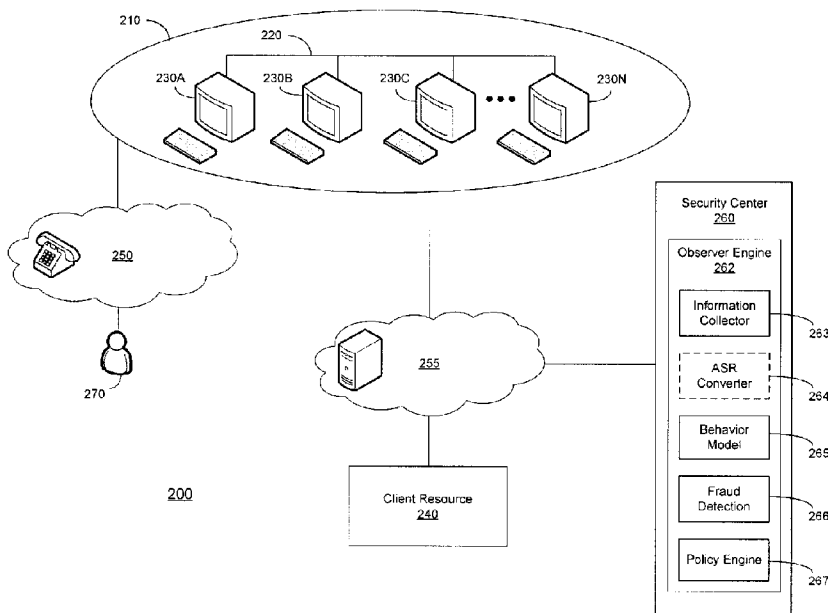 210
220
230A
230B
230C
230N
Security Center
260
Observer Engine
262
250
Information
Collector
263
270
255
ASR
Converter
264
Behavior
Model
265
200
Client Resource
240
Fraud
Detection
266
Policy Engine
267